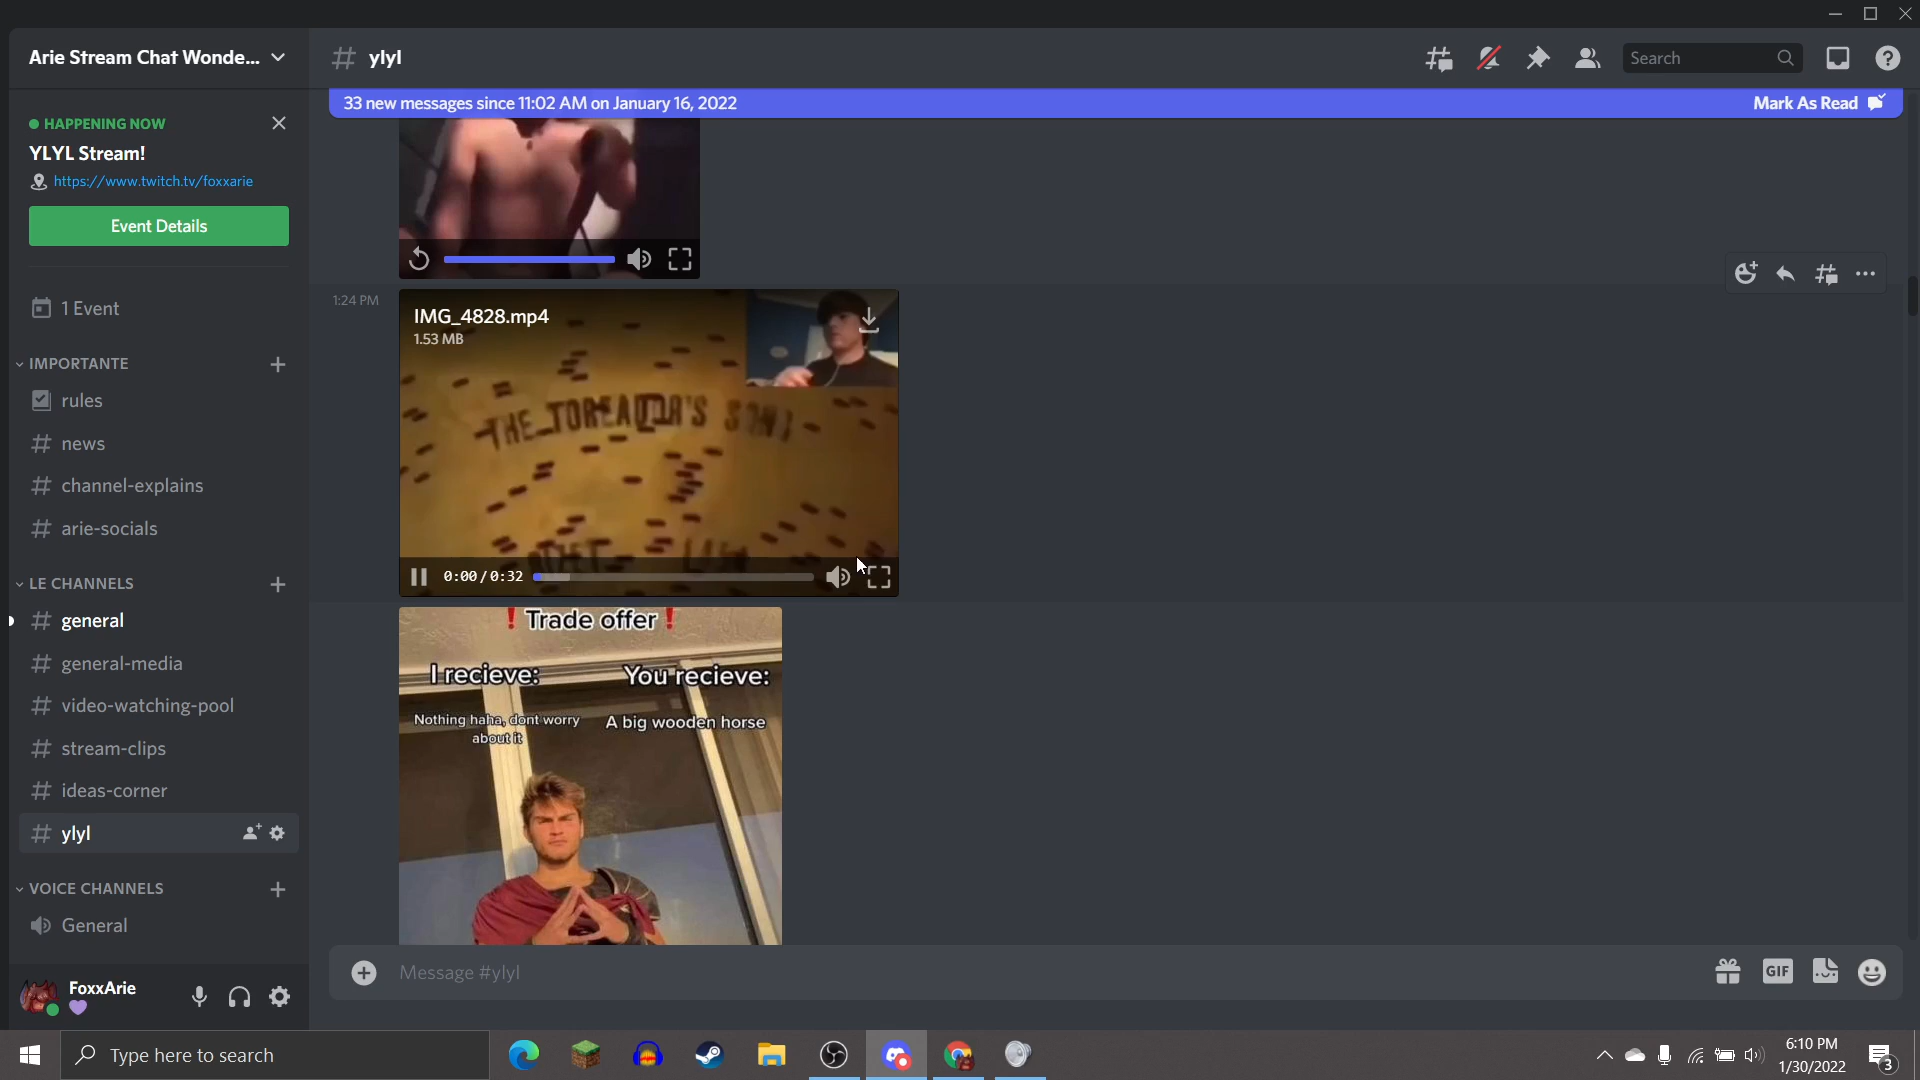 Arie Stream Chat Wonde...
ylyl
Search
33 new messages since 11:02 AM on January 16, 2022
Mark As Read
HAPPENING NOW
YLYL Stream!
https://www.twitch.tv/foxxarie
Event Details
1 Event
IMPORTANTE
rules
news
channel-explains
arie-socials
LE CHANNELS
general
general-media
video-watching-pool
stream-clips
ideas-corner
ylyl
VOICE CHANNELS
General
FoxxArie
1:24 PM
IMG_4828.mp4
1.53 MB
THE TOREADOR'S SONG
0:00/0:32
❗Trade offer❗
I recieve: You recieve:
Nothing haha, dont worry
about it
A big wooden horse
Message #ylyl
GIF
Type here to search
6:10 PM
1/30/2022
3